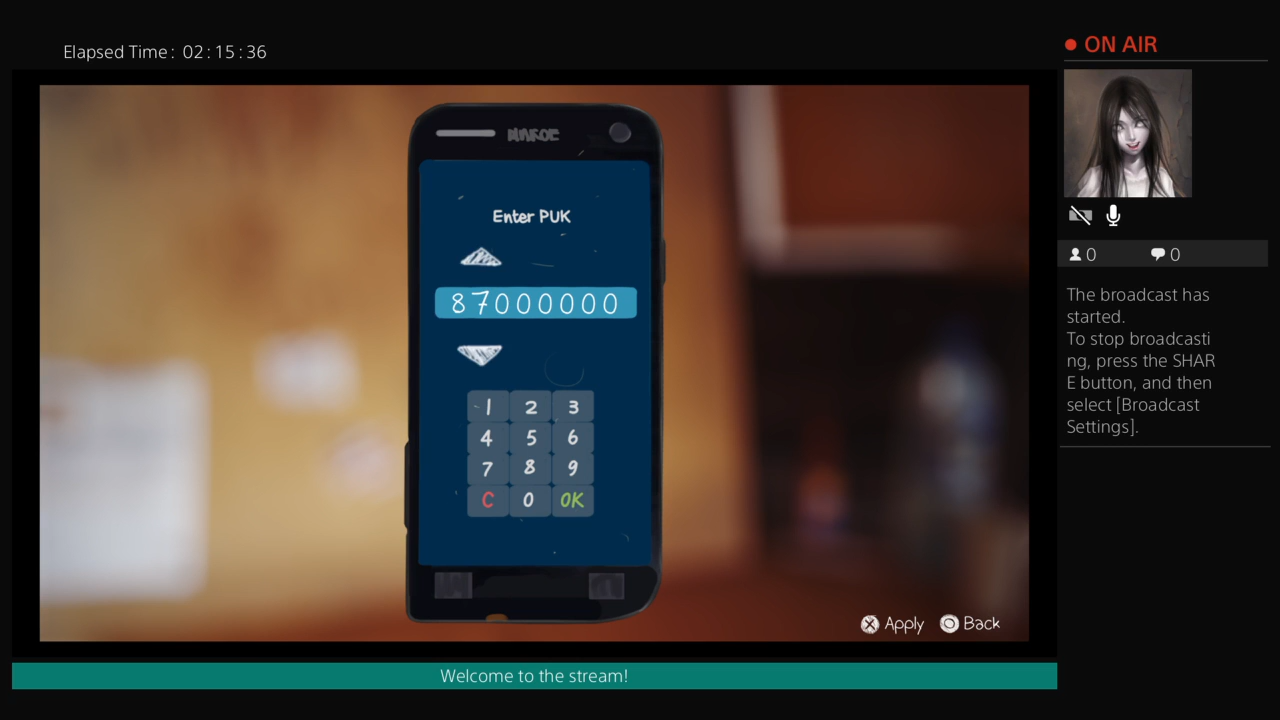 Elapsed Time: 02:15:36
ON AIR
Enter PUK
87000000
1 2 3
4 5 6
7 8 9
C 0 OK
Apply Back
0 0
The broadcast has
started.
To stop broadcasti
ng, press the SHAR
E button, and then
select [Broadcast
Settings].
Welcome to the stream!